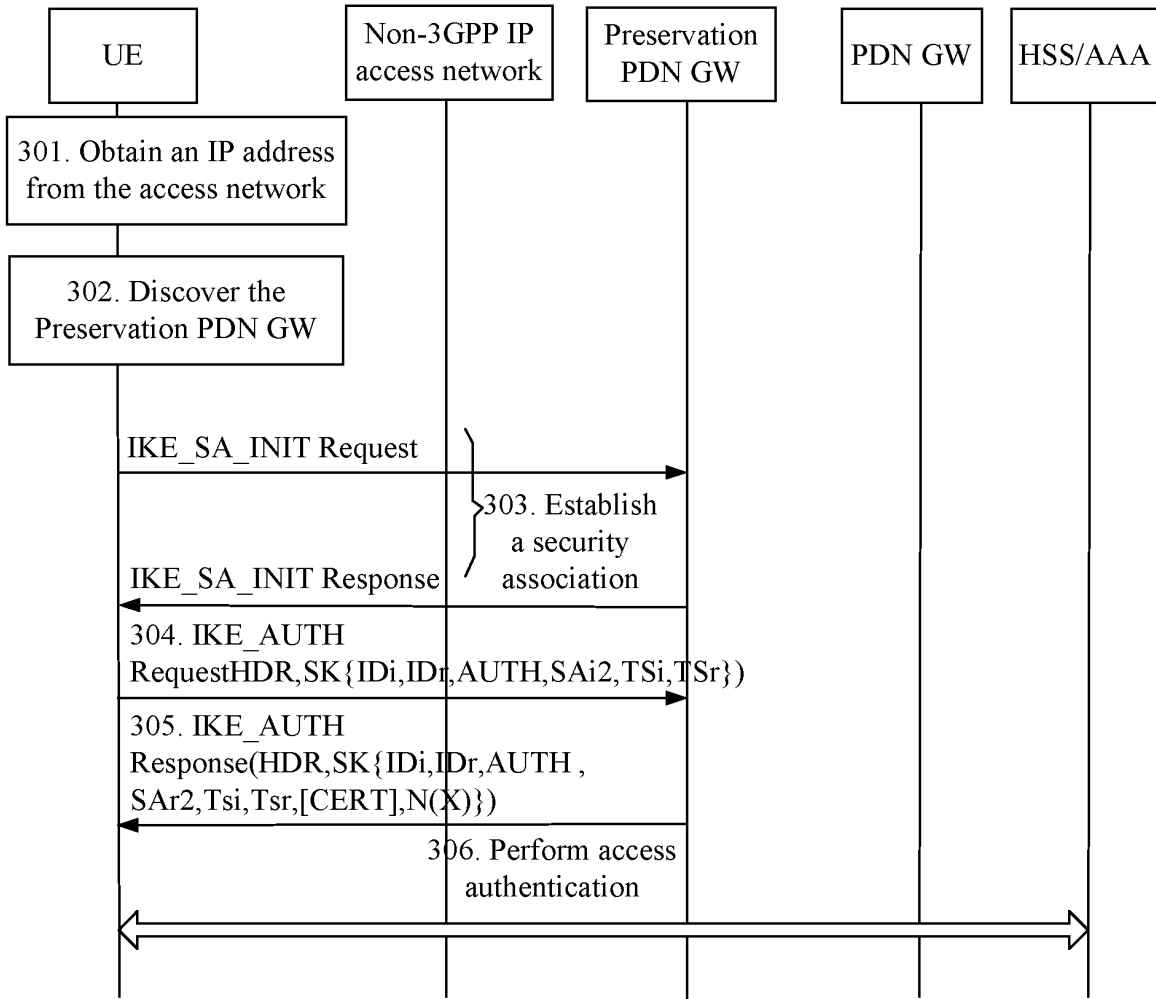 UE
Non-3GPP IP
access network
Preservation
PDN GW
PDN GW
HSS/AAA
301. Obtain an IP address
from the access network
302. Discover the
Preservation PDN GW
IKE_SA_INIT Request
303. Establish
a security
association
IKE_SA_INIT Response
304. IKE_AUTH
RequestHDR,SK{IDi,IDr,AUTH,SAi2,TSi,TSr})
305. IKE_AUTH
Response(HDR,SK{IDi,IDr,AUTH ,
SAr2,Tsi,Tsr,[CERT],N(X)})
306. Perform access
authentication